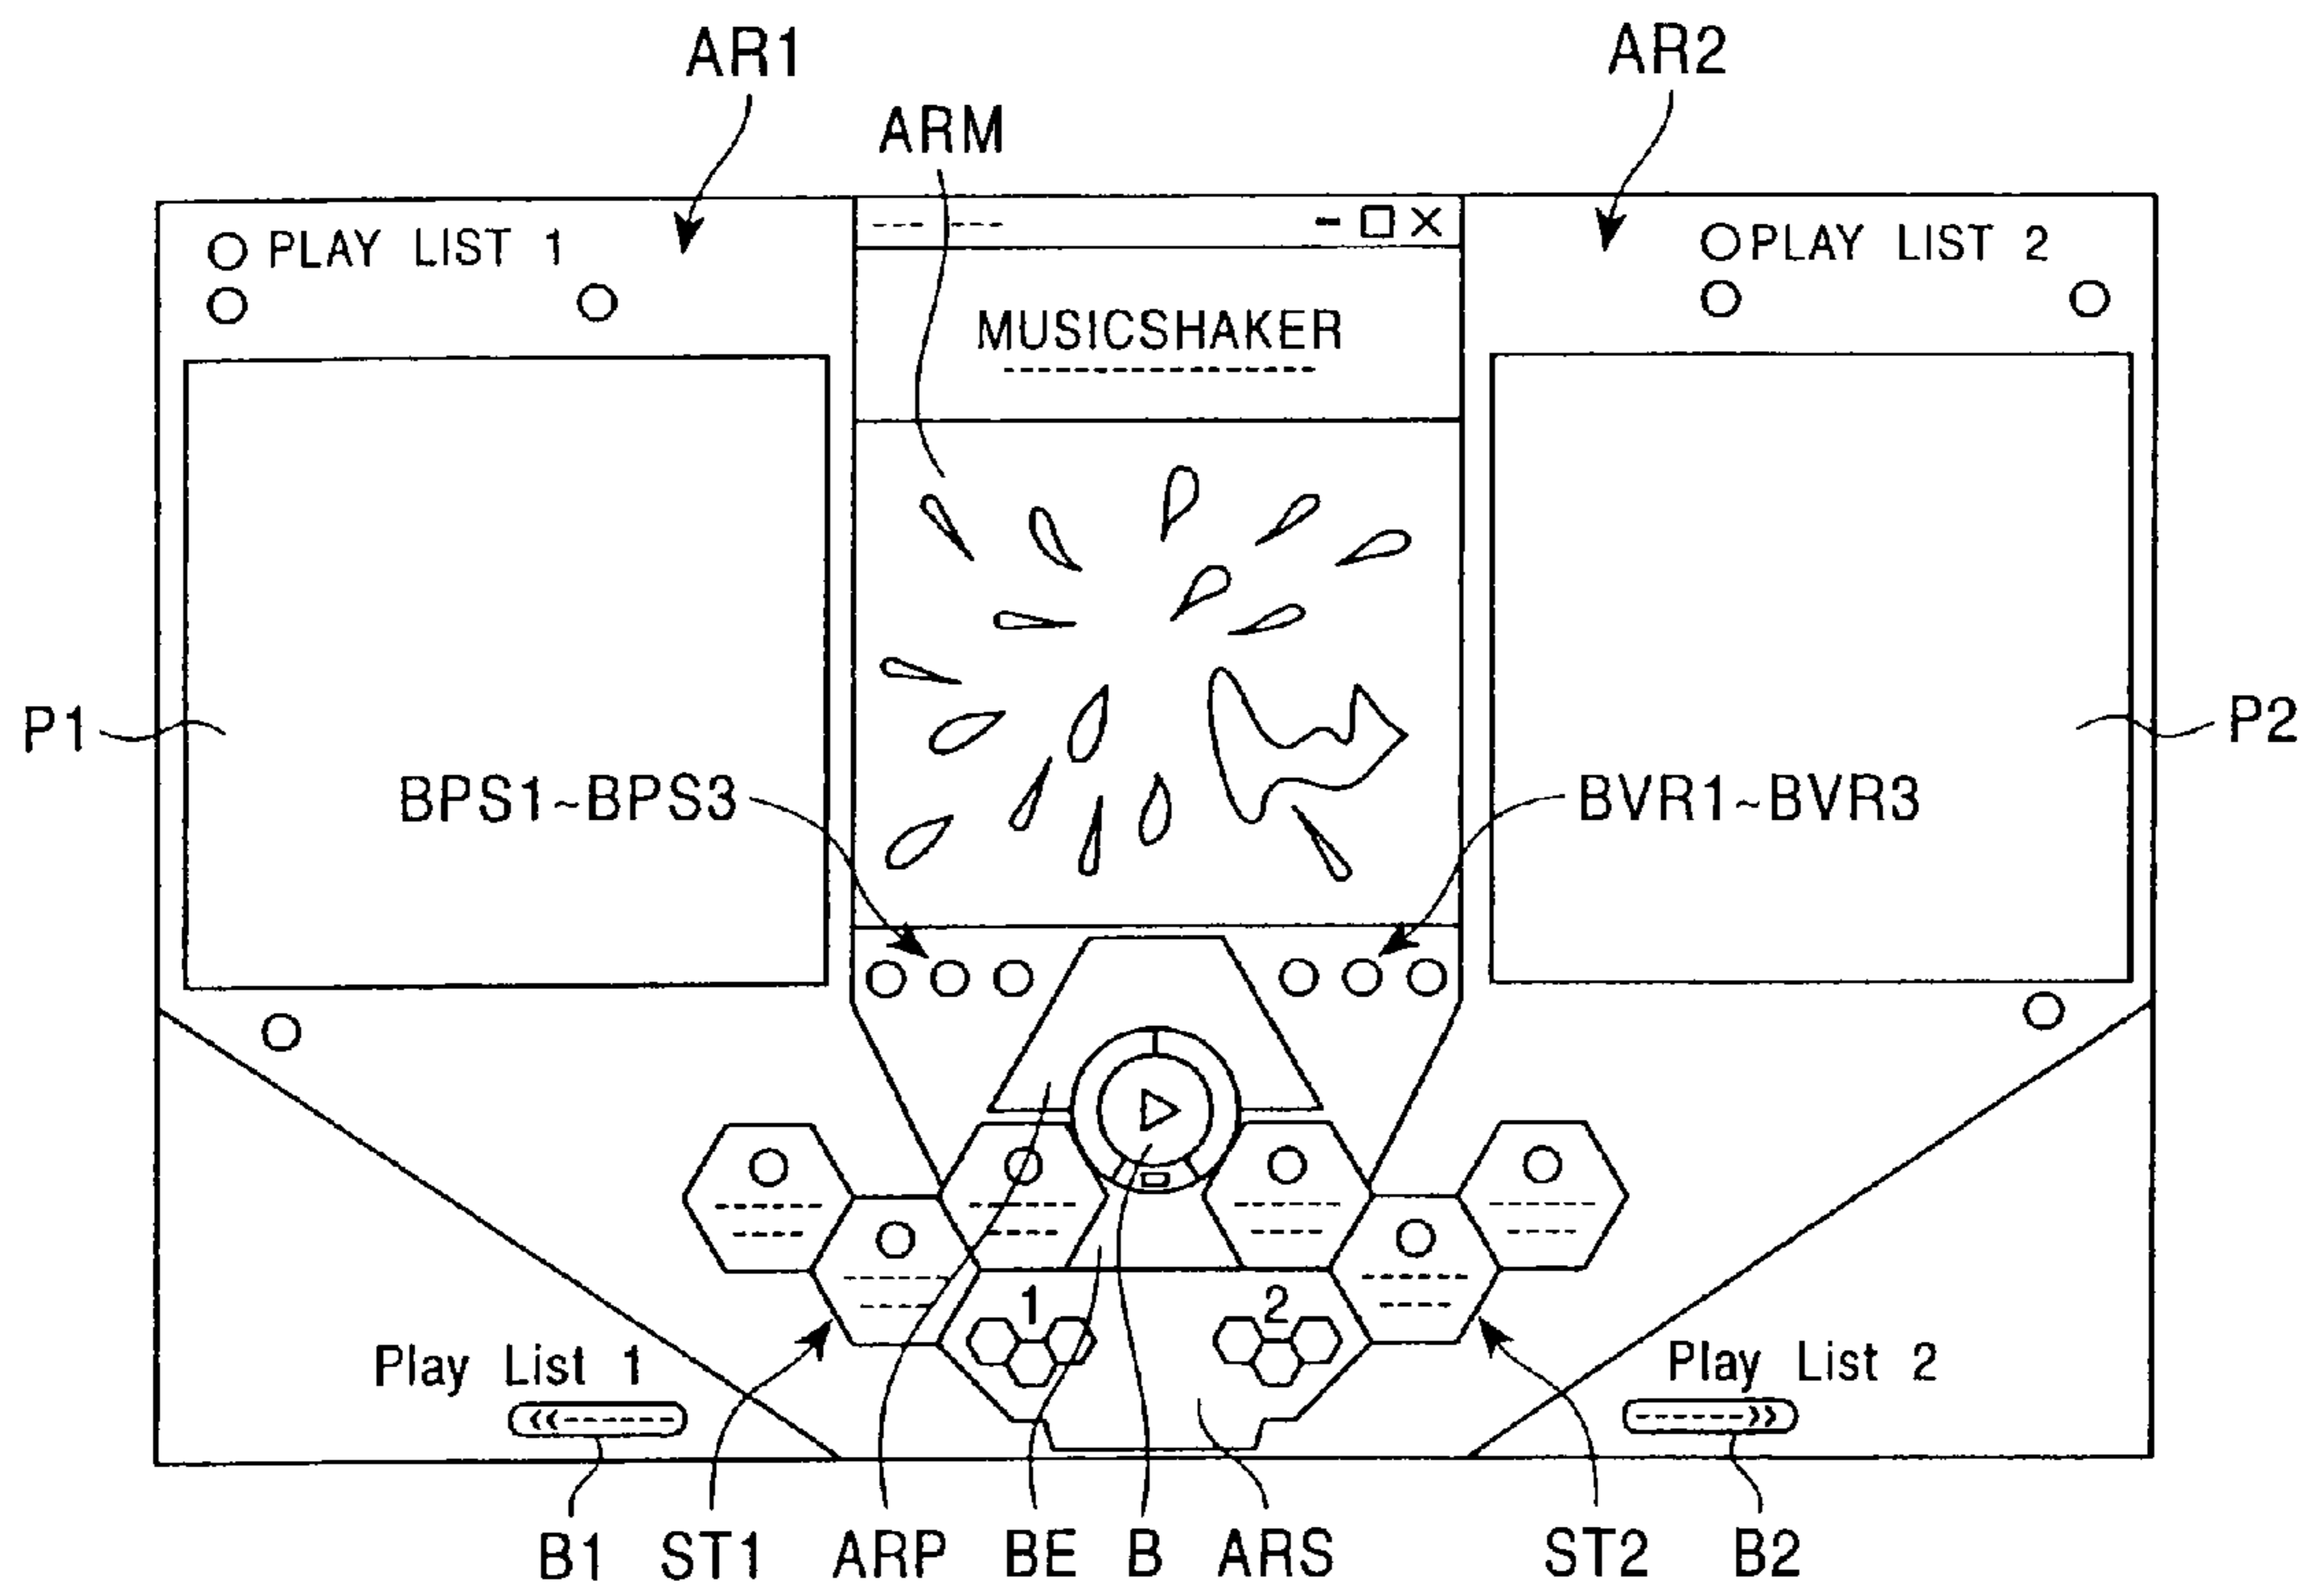 AR1
AR2
ARM
- □ ×
PLAY LIST 1
PLAY LIST 2
MUSICSHAKER
P1
P2
BPS1~BPS3
BVR1~BVR3
1
2
Play List 1
Play List 2
<<
>>
B1
ST1
ARP
BE
B
ARS
ST2
B2